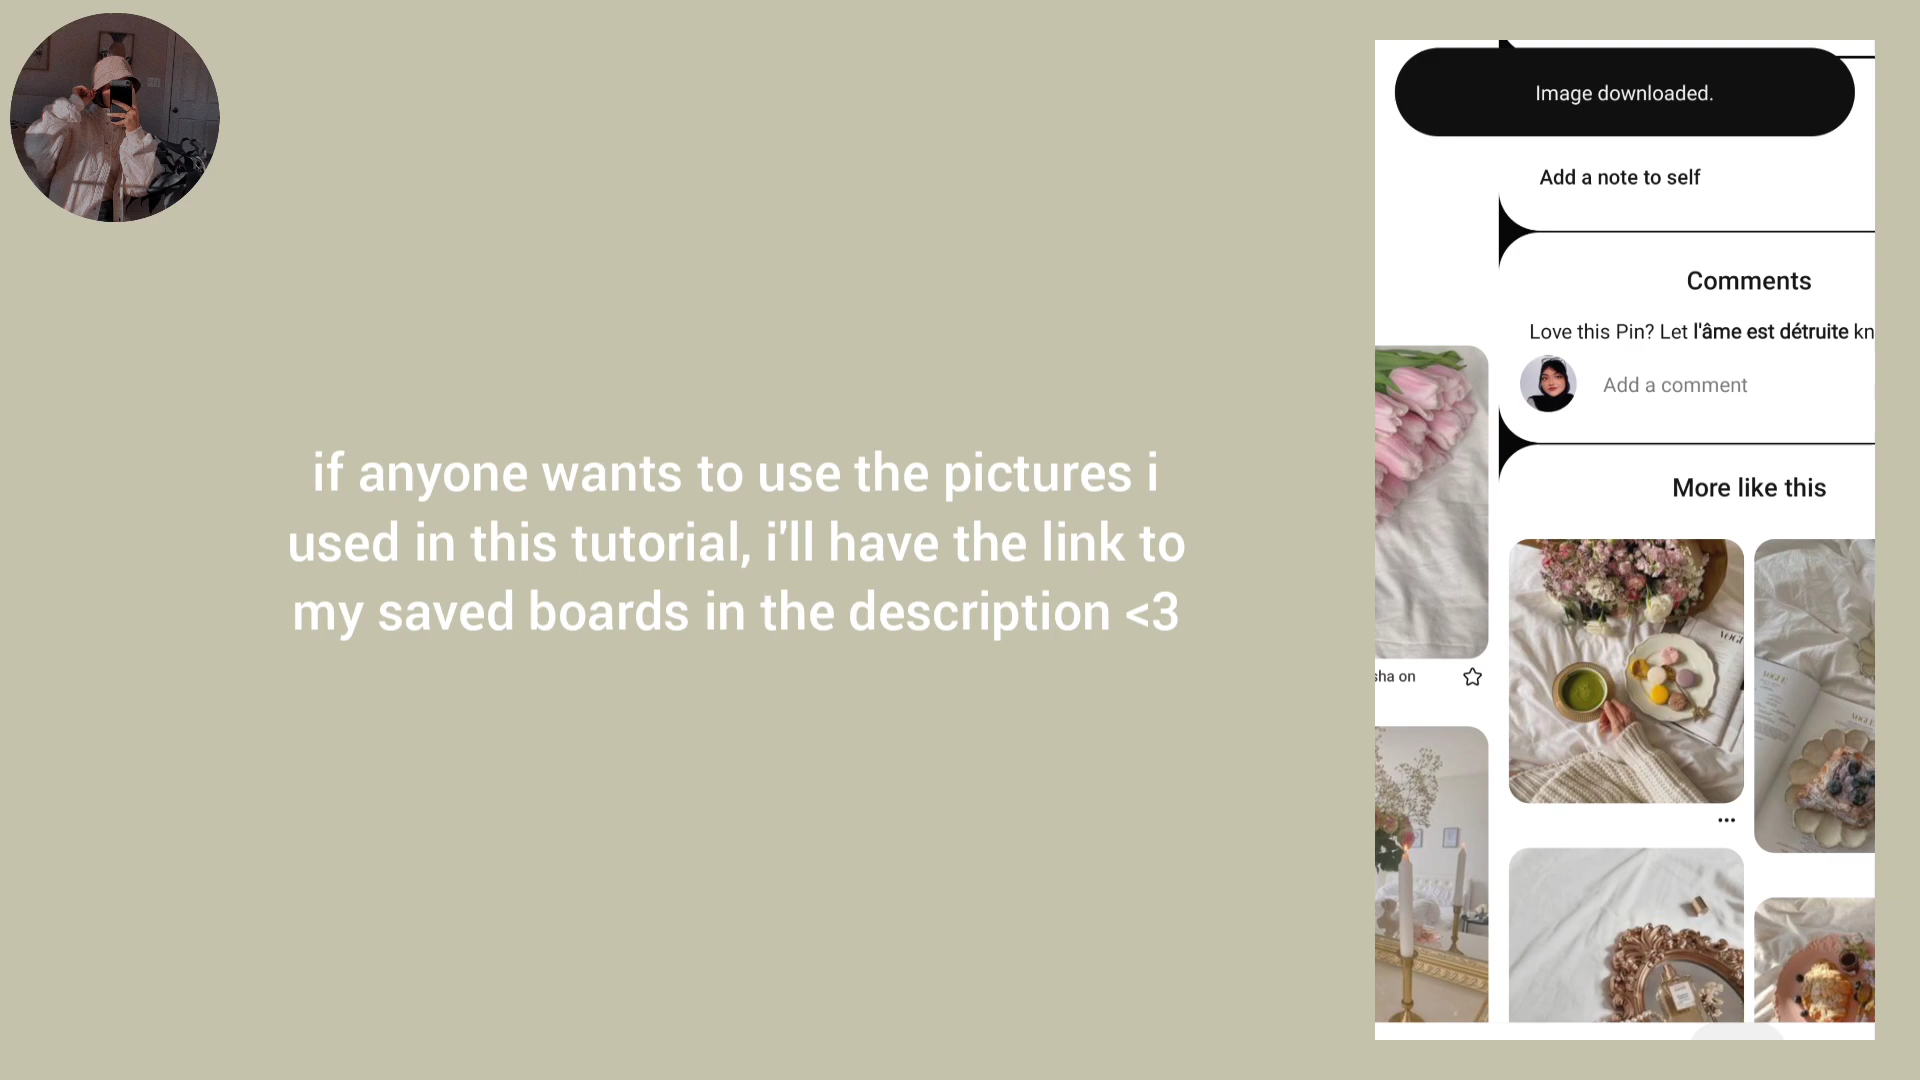 if anyone wants to use the pictures i
used in this tutorial, i'll have the link to
my saved boards in the description <3
Image downloaded.
Add a note to self
Comments
Love this Pin? Let l'âme est détruite kn
Add a comment
More like this
sha on
VOGUE